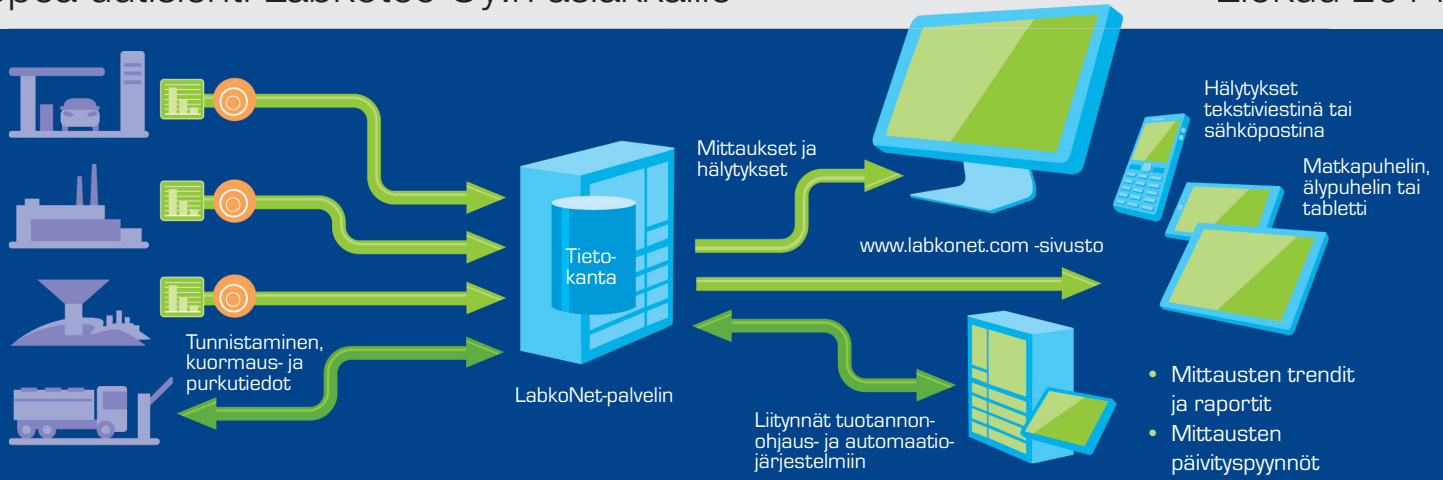 Mittaukset ja
hälytykset
Hälytykset
tekstiviestinä tai
sähköpostina
Matkapuhelin,
älypuhelin tai
tabletti
www.labkonet.com -sivusto
Tieto-
kanta
Tunnistaminen,
kuormaus- ja
purkutiedot
LabkoNet-palvelin
Liitynnät tuotannon-
ohjaus- ja automaatio-
järjestelmiin
• Mittausten trendit
ja raportit
• Mittausten
päivityspyynnöt